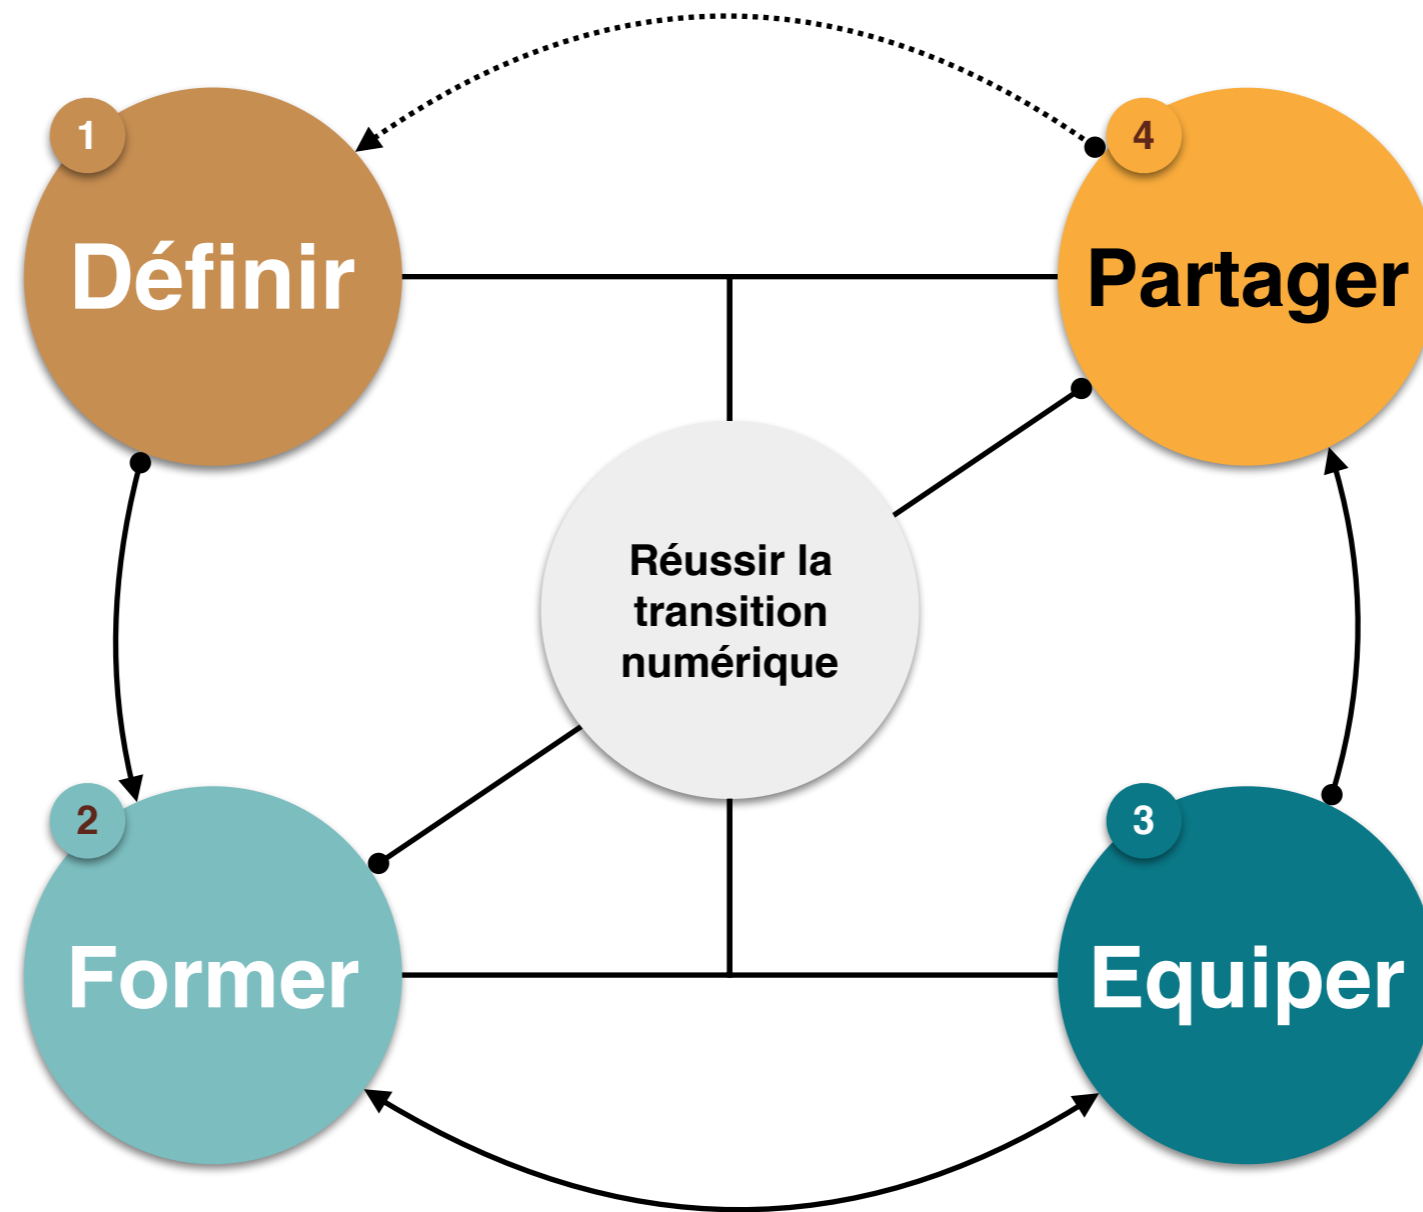 1
Définir
4
Partager
Réussir la
transition
numérique
2
Former
3
Equiper